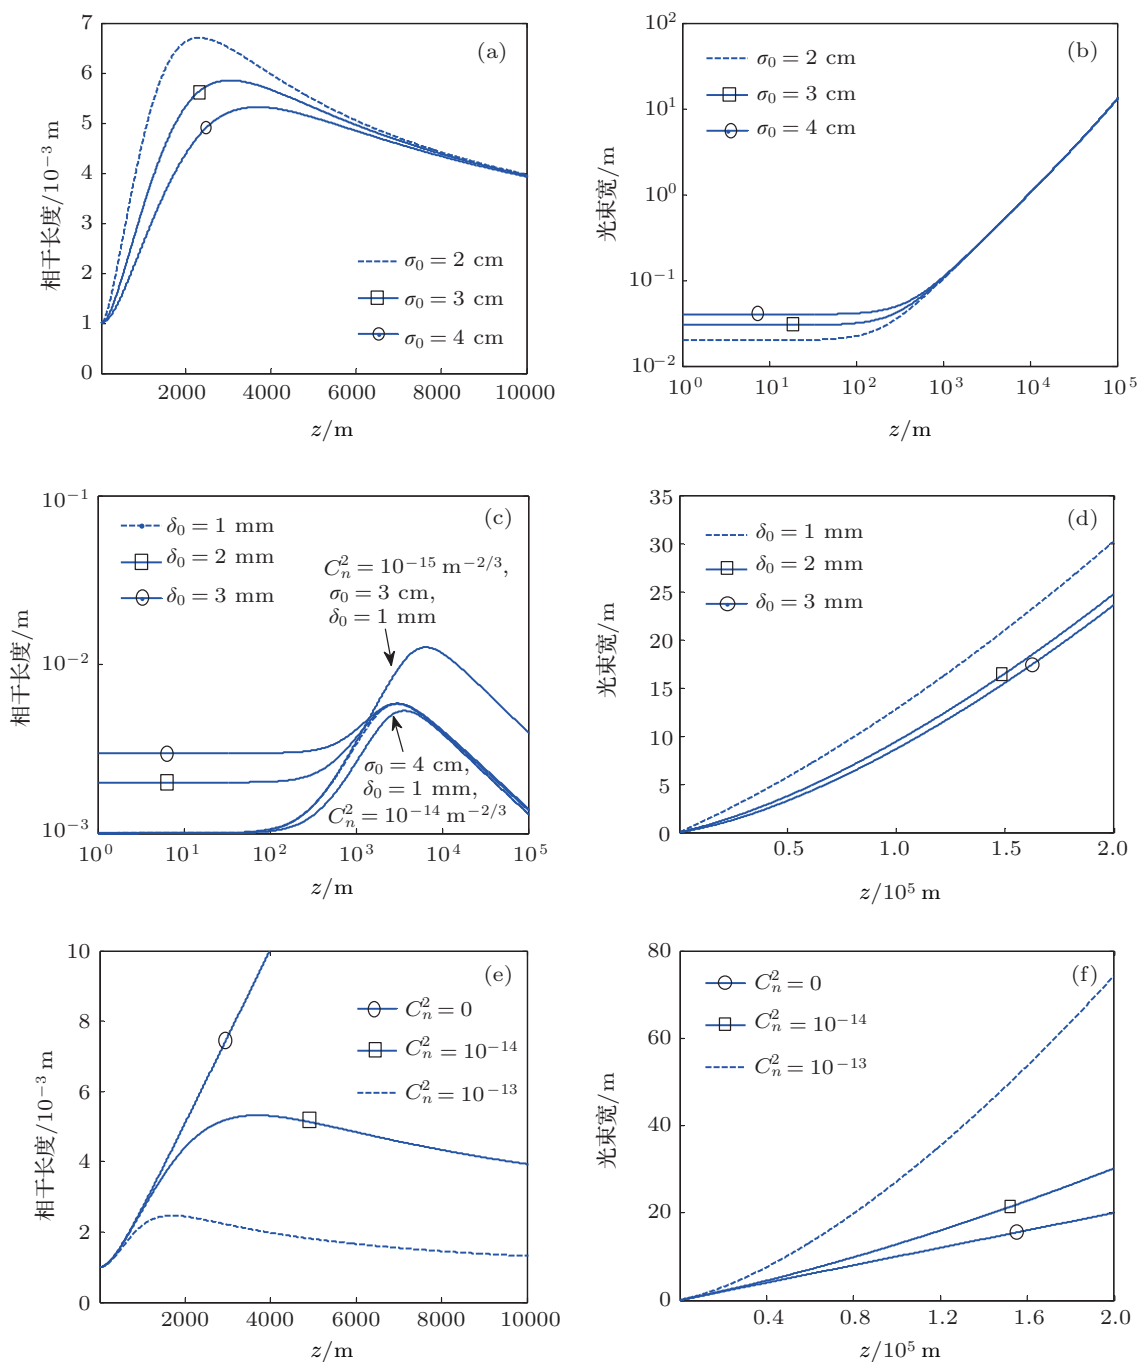 7
6
5
4
3
2
1
0
2000
4000
6000
8000
10000
z/m
相干长度/10⁻³ m
(a)
σ₀ = 2 cm
σ₀ = 3 cm
σ₀ = 4 cm
10²
10¹
10⁰
10⁻¹
10⁻²
10⁰
10¹
10²
10³
10⁴
10⁵
z/m
光束宽/m
(b)
σ₀ = 2 cm
σ₀ = 3 cm
σ₀ = 4 cm
10⁻¹
10⁻²
10⁻³
10⁰
10¹
10²
10³
10⁴
10⁵
z/m
相干长度/m
(c)
δ₀ = 1 mm
δ₀ = 2 mm
δ₀ = 3 mm
Cₙ² = 10⁻¹⁵ m⁻²/³,
σ₀ = 3 cm,
δ₀ = 1 mm
σ₀ = 4 cm,
δ₀ = 1 mm,
Cₙ² = 10⁻¹⁴ m⁻²/³
35
30
25
20
15
10
5
0
0.5
1.0
1.5
2.0
z/10⁵ m
光束宽/m
(d)
δ₀ = 1 mm
δ₀ = 2 mm
δ₀ = 3 mm
10
8
6
4
2
0
2000
4000
6000
8000
10000
z/m
相干长度/10⁻³ m
(e)
Cₙ² = 0
Cₙ² = 10⁻¹⁴
Cₙ² = 10⁻¹³
80
60
40
20
0
0.4
0.8
1.2
1.6
2.0
z/10⁵ m
光束宽/m
(f)
Cₙ² = 0
Cₙ² = 10⁻¹⁴
Cₙ² = 10⁻¹³